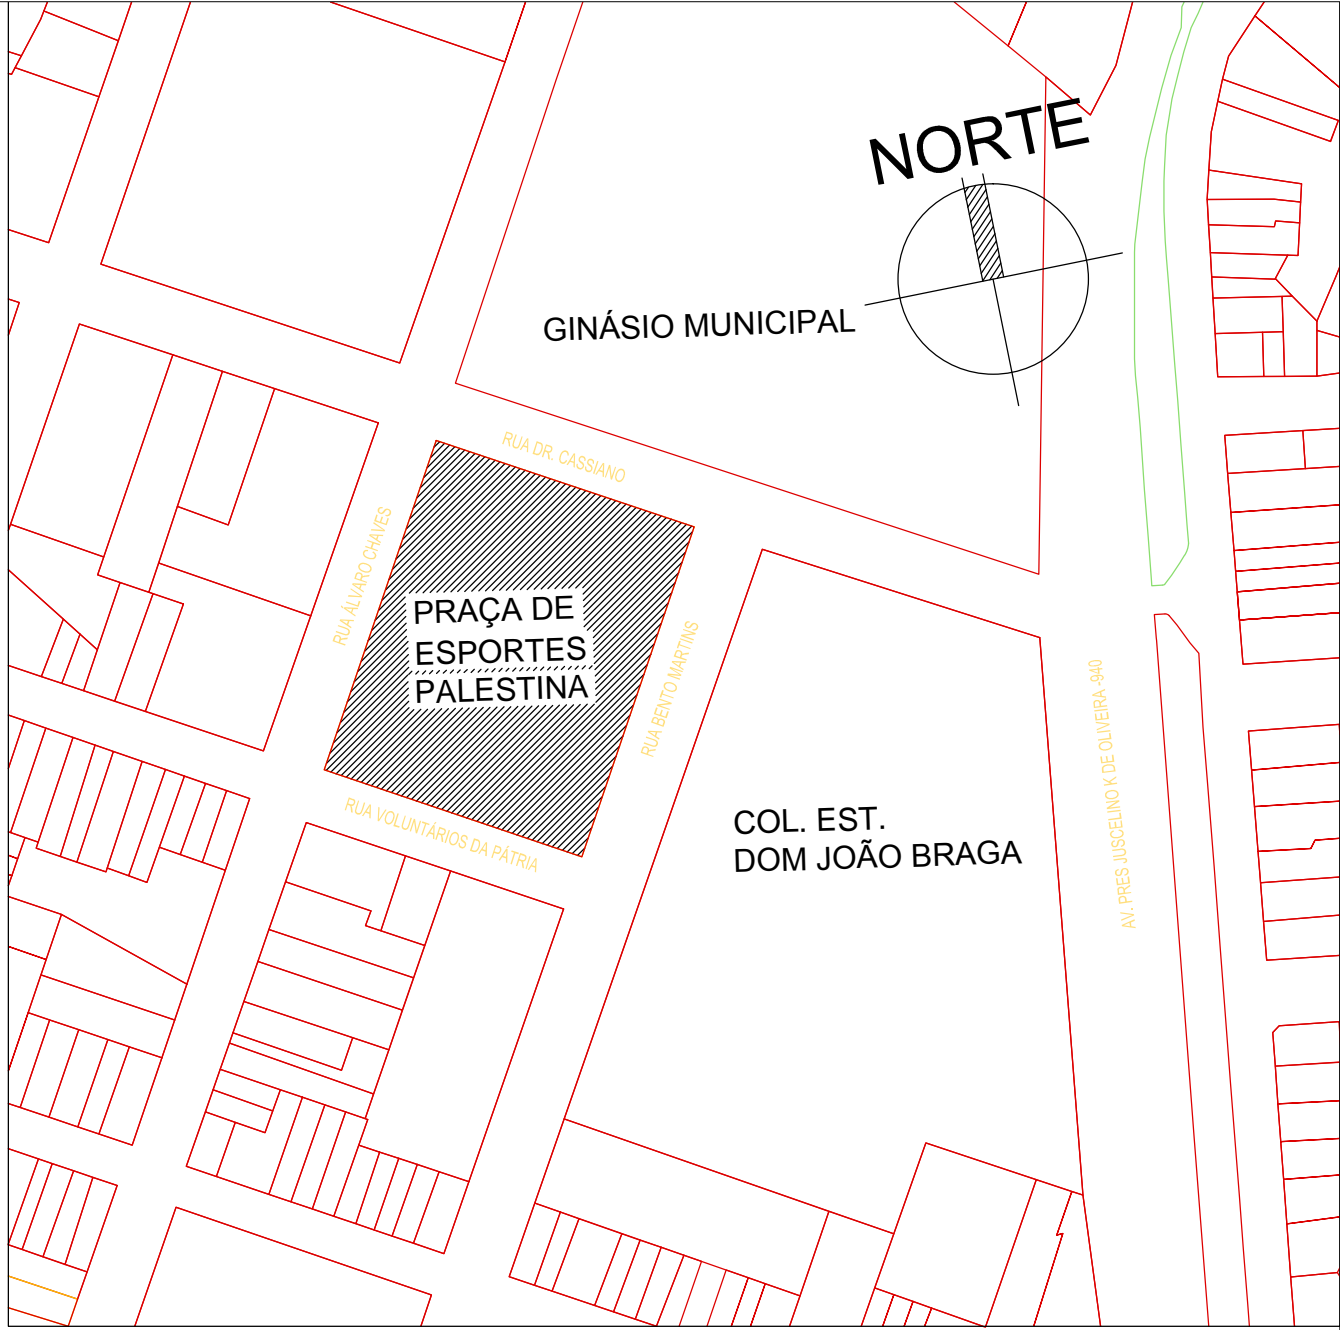 NORTE
GINÁSIO MUNICIPAL
RUA DR. CASSIANO
RUA ÁLVARO CHAVES
PRAÇA DE
ESPORTES
PALESTINA
RUA BENTO MARTINS
RUA VOLUNTÁRIOS DA PÁTRIA
COL. EST.
DOM JOÃO BRAGA
AV. PRES JUSCELINO K DE OLIVEIRA -940